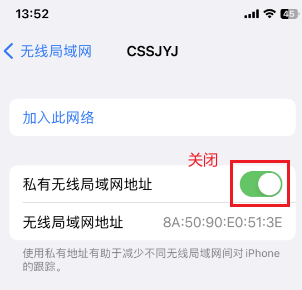 13:52 45
无线局域网 CSSJYJ
加入此网络
关闭
私有无线局域网地址
无线局域网地址 8A:50:90:E0:51:3E
使用私有地址有助于减少不同无线局域网间对 iPhone
的跟踪。